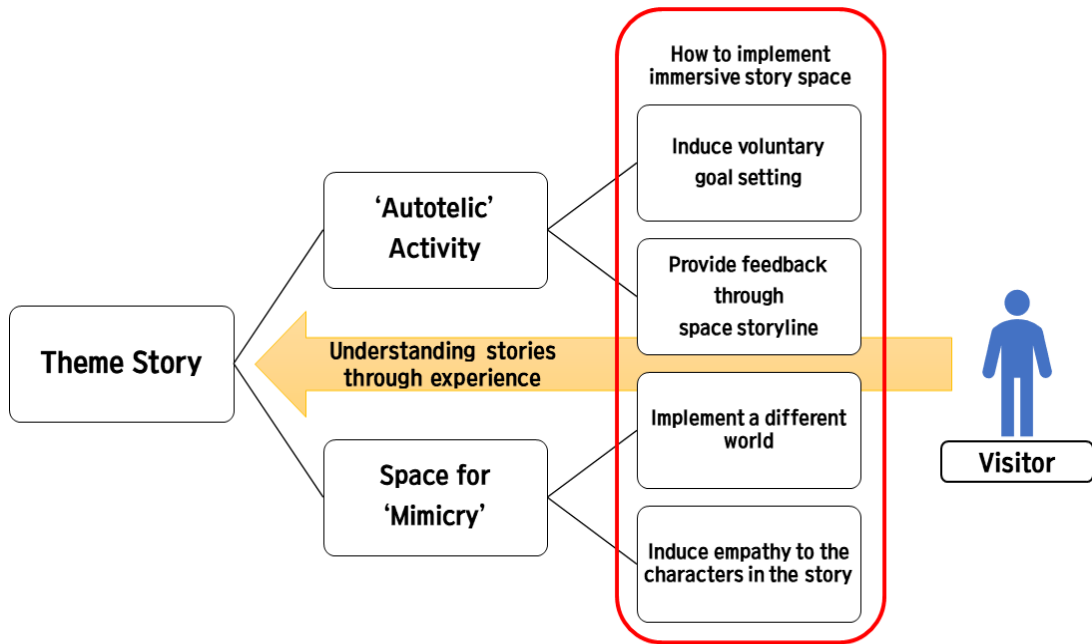 How to implement
immersive story space
Induce voluntary
goal setting
‘Autotelic’
Activity
Provide feedback
through
space storyline
Theme Story
Understanding stories
through experience
Implement a different
world
Visitor
Space for
‘Mimicry’
Induce empathy to the
characters in the story